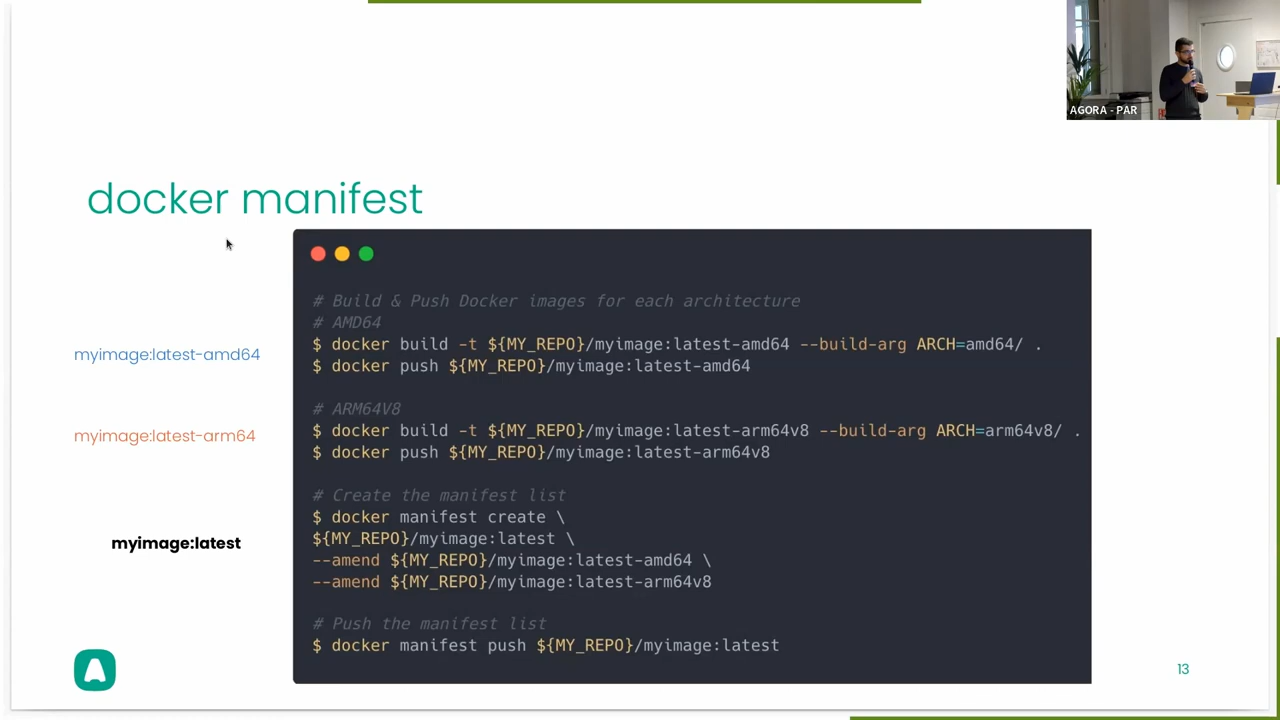 AGORA - PAR
docker manifest
# Build & Push Docker images for each architecture
# AMD64
myimage:latest-amd64
$ docker build -t ${MY_REPO}/myimage:latest-amd64 --build-arg ARCH=amd64/ .
$ docker push ${MY_REPO}/myimage:latest-amd64
# ARM64V8
myimage:latest-arm64
$ docker build -t ${MY_REPO}/myimage:latest-arm64v8 --build-arg ARCH=arm64v8/ .
$ docker push ${MY_REPO}/myimage:latest-arm64v8
# Create the manifest list
$ docker manifest create \
myimage:latest
${MY_REPO}/myimage:latest \
--amend ${MY_REPO}/myimage:latest-amd64 \
--amend ${MY_REPO}/myimage:latest-arm64v8
# Push the manifest list
$ docker manifest push ${MY_REPO}/myimage:latest
13